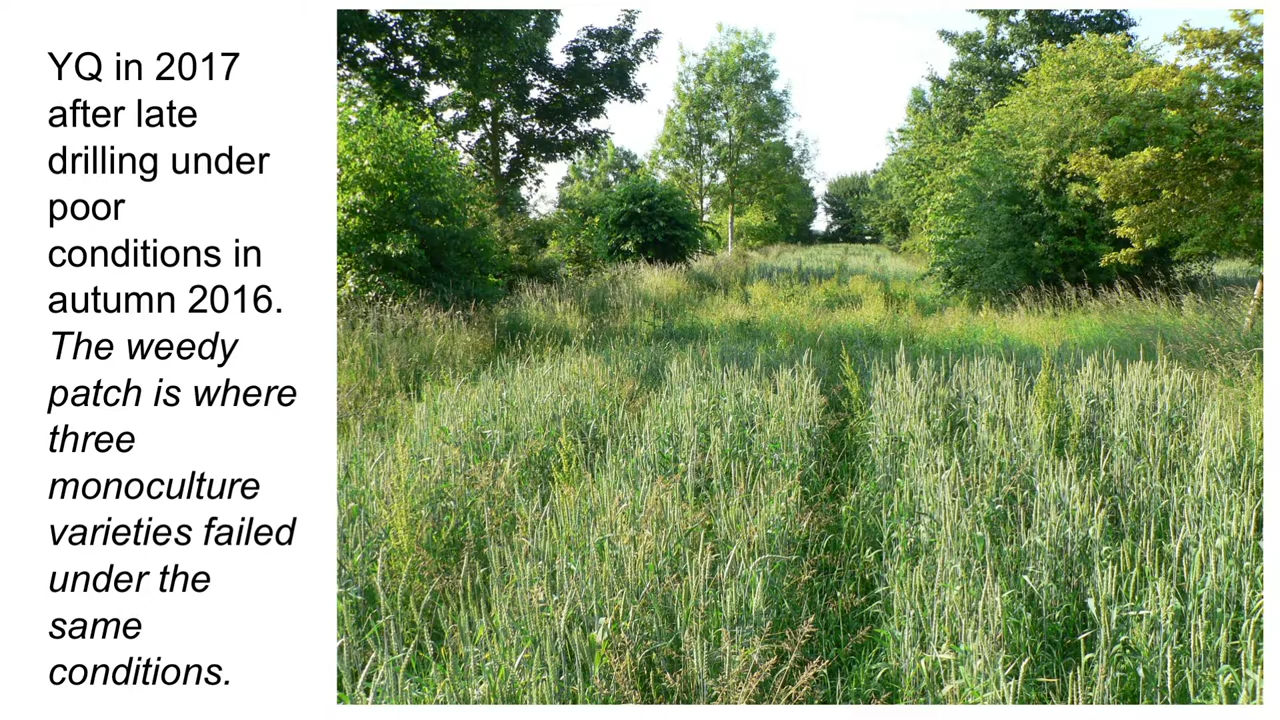 YQ in 2017
after late
drilling under
poor
conditions in
autumn 2016.
The weedy
patch is where
three
monoculture
varieties failed
under the
same
conditions.